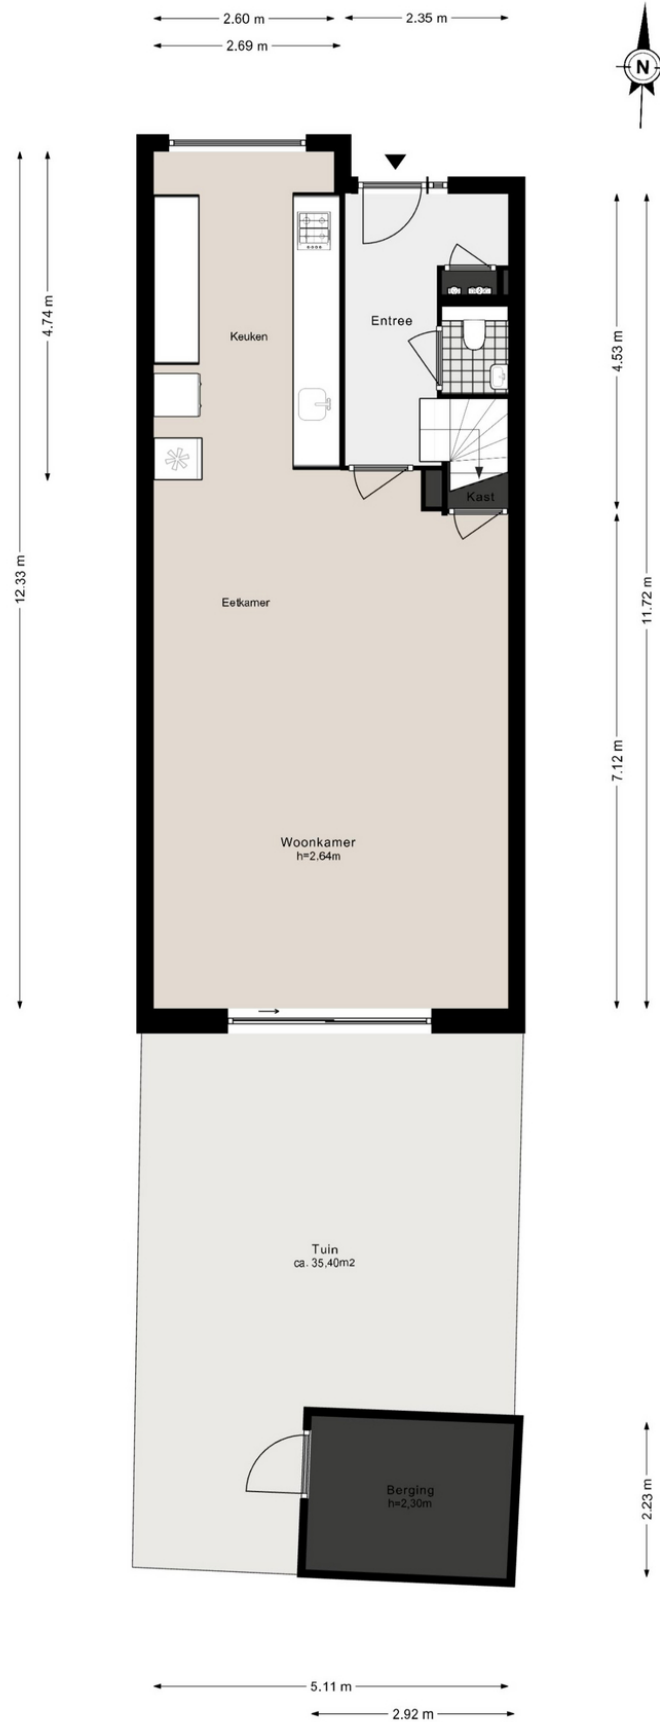 2.60 m
2.35 m
2.69 m
N
4.74 m
Keuken
Entree
4.53 m
Kast
12.33 m
11.72 m
Eetkamer
7.12 m
Woonkamer
h=2.64m
Tuin
ca. 35,40m2
Berging
h=2,30m
2.23 m
5.11 m
2.92 m